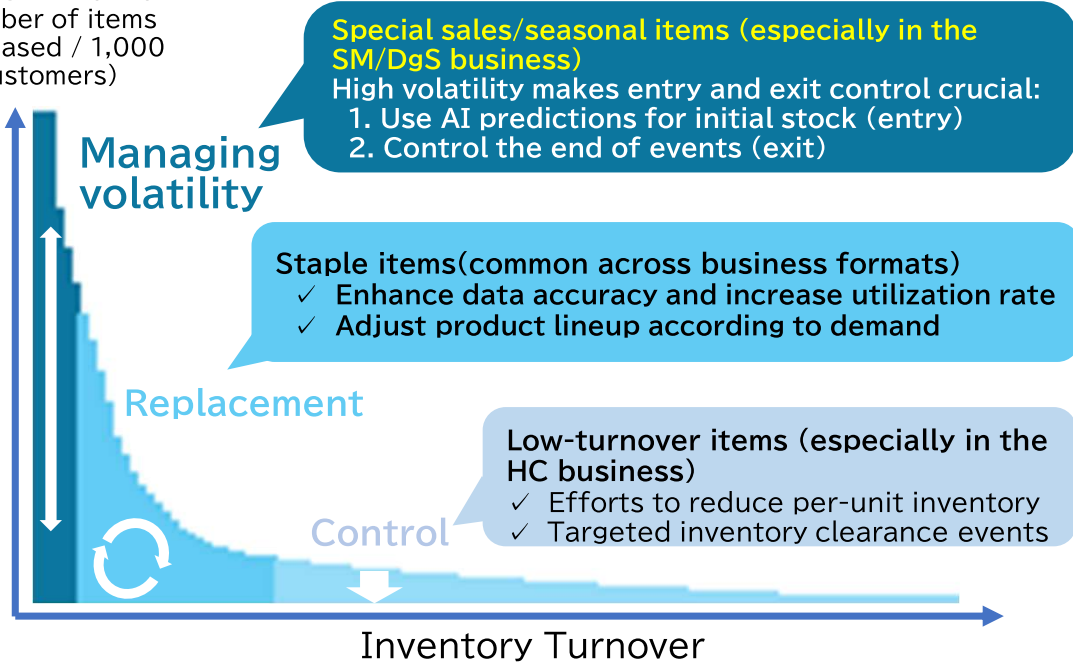 of items
/ 1,000
Special sales/seasonal items (especially in the
SM/DgS business)
High volatility makes entry and exit control crucial:
1. Use AI predictions for initial stock (entry)
2. Control the end of events (exit)
Managing
volatility
Staple items(common across business formats)
✓ Enhance data accuracy and increase utilization rate
✓ Adjust product lineup according to demand
Replacement
Low-turnover items (especially in the
HC business)
✓ Efforts to reduce per-unit inventory
✓ Targeted inventory clearance events
Control
Inventory Turnover